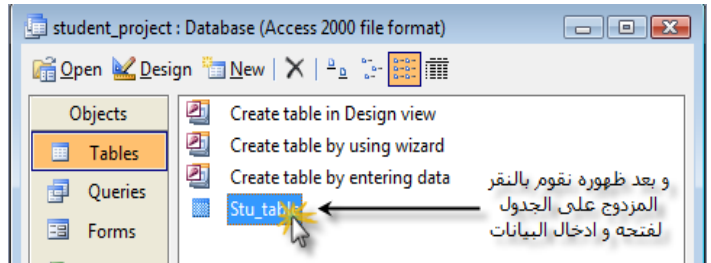 student_project : Database (Access 2000 file format)
Open Design New
Objects
Tables
Queries
Forms
Create table in Design view
Create table by using wizard
Create table by entering data
Stu_table
و بعد ظهوره نقوم بالنقر
المزدوج على الجدول
لفتحه و ادخال البيانات